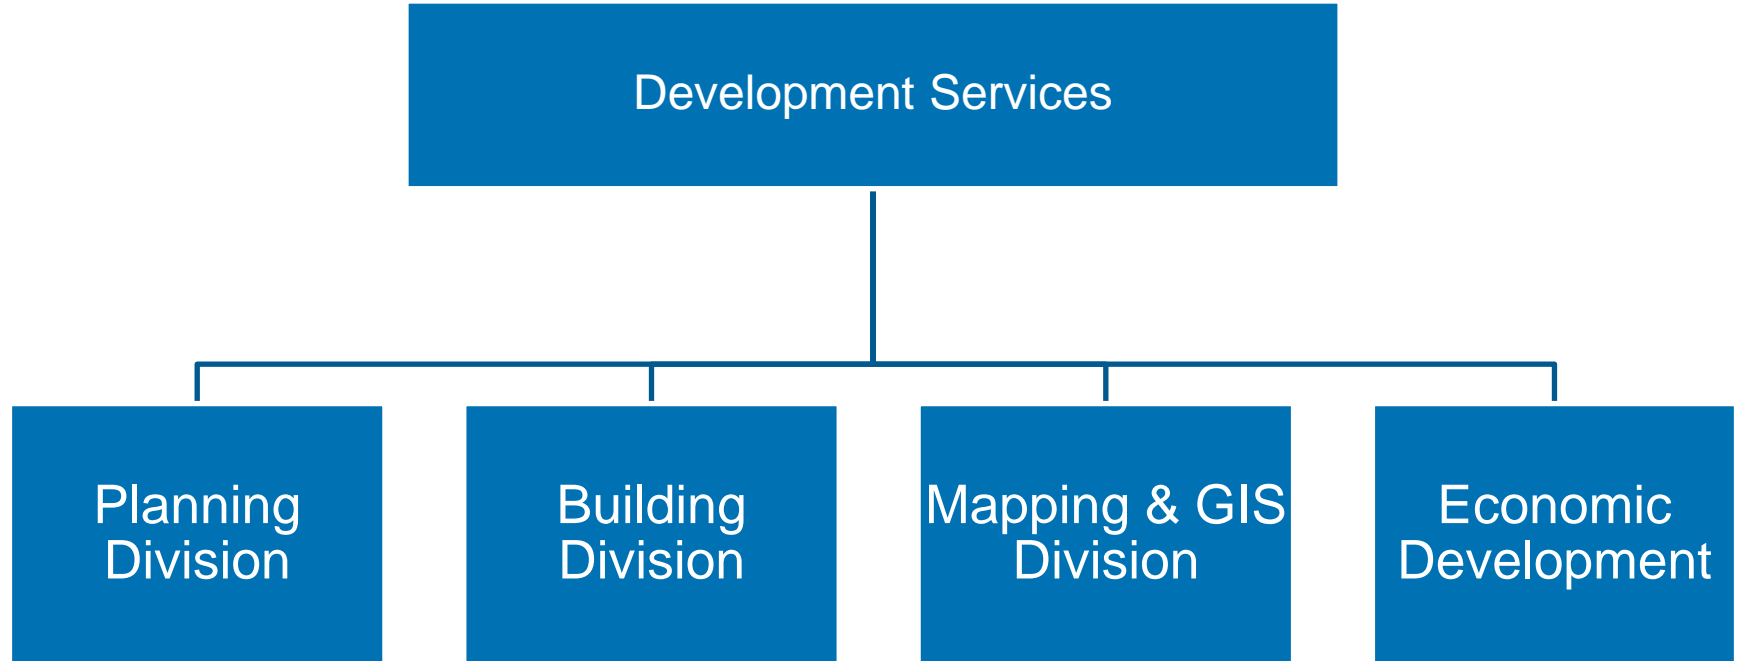 Development Services
Planning
Division
Building
Division
Mapping & GIS
Division
Economic
Development